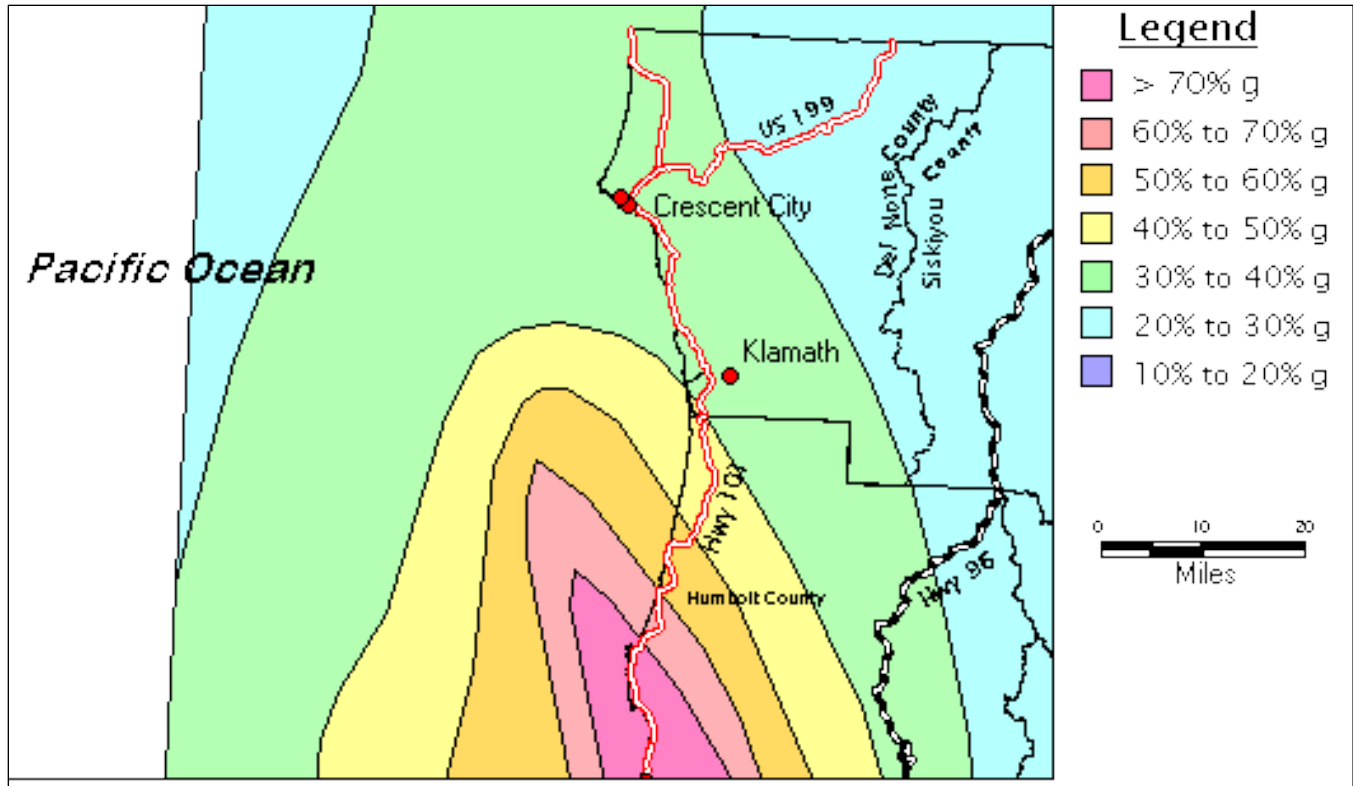 Legend
> 70% g
60% to 70% g
50% to 60% g
40% to 50% g
30% to 40% g
20% to 30% g
10% to 20% g
US 199
Del Norte County
Siskiyou County
Crescent City
Pacific Ocean
Klamath
Hwy 101
Hwy 96
Humbolt County
0 10 20
Miles